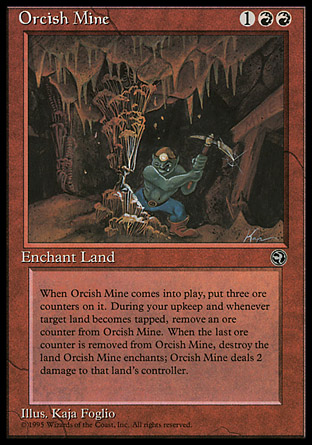 Orcish Mine 1
Enchant Land
When Orcish Mine comes into play, put three ore
counters on it. During your upkeep and whenever
target land becomes tapped, remove an ore
counter from Orcish Mine. When the last ore
counter is removed from Orcish Mine, destroy the
land Orcish Mine enchants; Orcish Mine deals 2
damage to that land's controller.
Illus. Kaja Foglio
© 1995 Wizards of the Coast, Inc. All rights reserved.